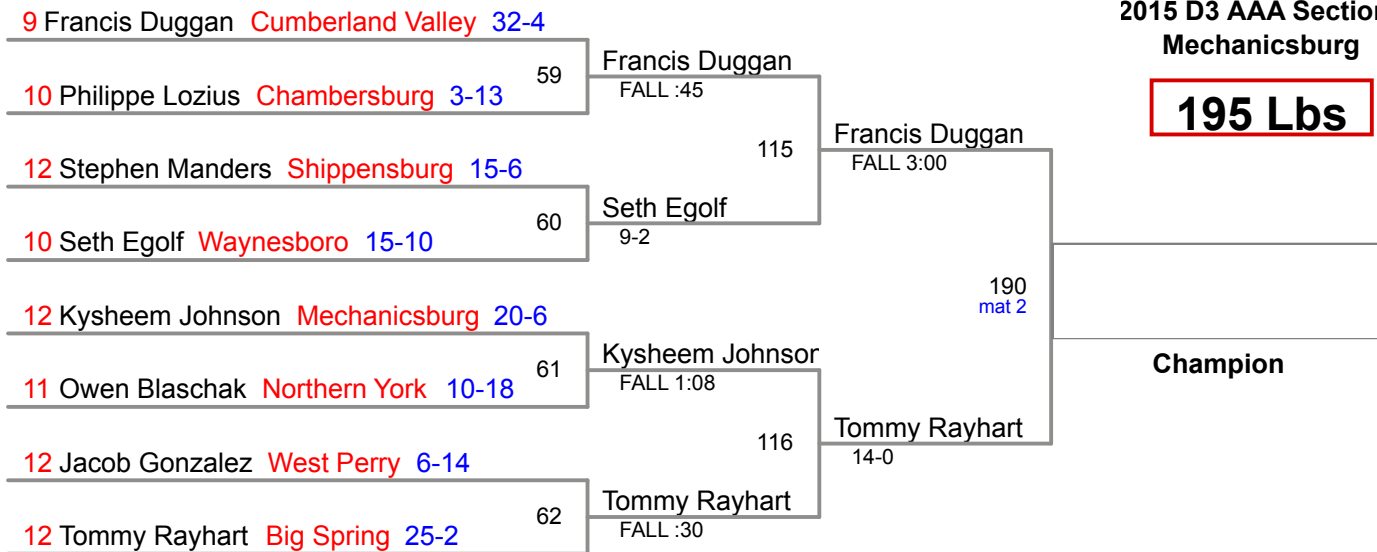 9 Francis Duggan Cumberland Valley 32-4
59
10 Philippe Lozius Chambersburg 3-13
12 Stephen Manders Shippensburg 15-6
60
10 Seth Egolf Waynesboro 15-10
12 Kysheem Johnson Mechanicsburg 20-6
61
11 Owen Blaschak Northern York 10-18
12 Jacob Gonzalez West Perry 6-14
62
12 Tommy Rayhart Big Spring 25-2
Francis Duggan
FALL :45
115
Seth Egolf
9-2
Kysheem Johnson
FALL 1:08
116
Tommy Rayhart
FALL :30
Francis Duggan
FALL 3:00
190
mat 2
Tommy Rayhart
14-0
2015 D3 AAA Section
Mechanicsburg
195 Lbs
Champion